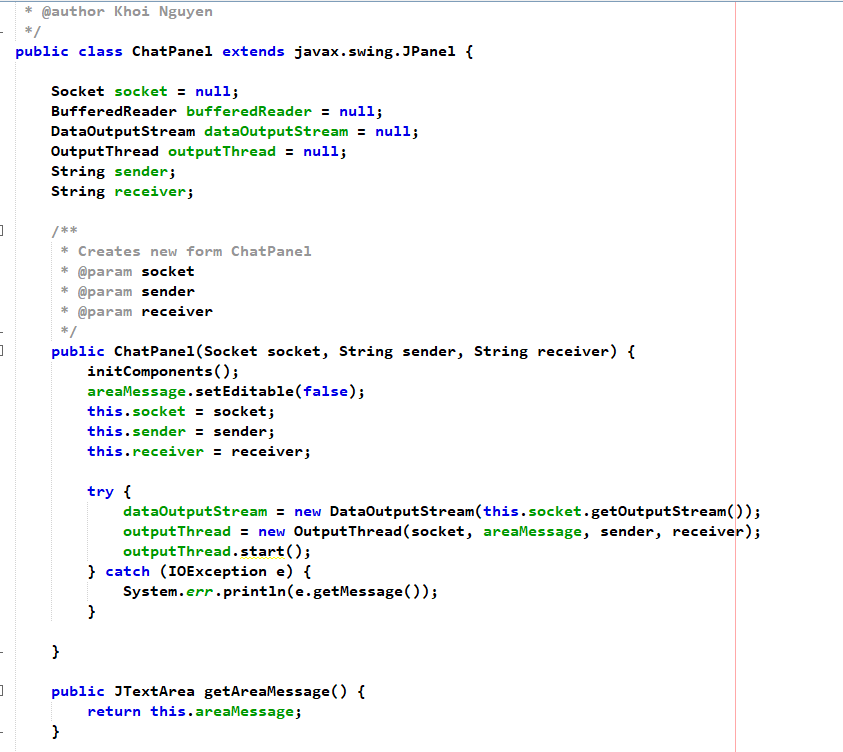 * @author Khoi Nguyen
*/
public class ChatPanel extends javax.swing.JPanel {
Socket socket = null;
BufferedReader bufferedReader = null;
DataOutputStream dataOutputStream = null;
OutputThread outputThread = null;
String sender;
String receiver;
/**
* Creates new form ChatPanel
* @param socket
* @param sender
* @param receiver
*/
public ChatPanel(Socket socket, String sender, String receiver) {
initComponents();
areaMessage.setEditable(false);
this.socket = socket;
this.sender = sender;
this.receiver = receiver;
try {
dataOutputStream = new DataOutputStream(this.socket.getOutputStream());
outputThread = new OutputThread(socket, areaMessage, sender, receiver);
outputThread.start();
} catch (IOException e) {
System.err.println(e.getMessage());
}
}
public JTextArea getAreaMessage() {
return this.areaMessage;
}